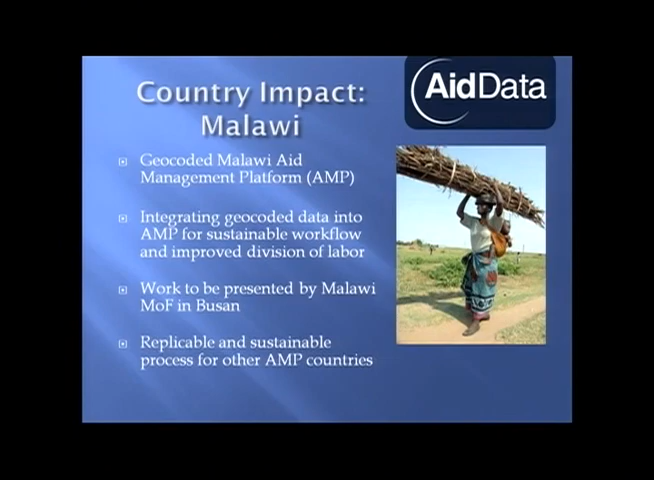 Country Impact:
Malawi
AidData
Geocoded Malawi Aid
Management Platform (AMP)
Integrating geocoded data into
AMP for sustainable workflow
and improved division of labor
Work to be presented by Malawi
MoF in Busan
Replicable and sustainable
process for other AMP countries